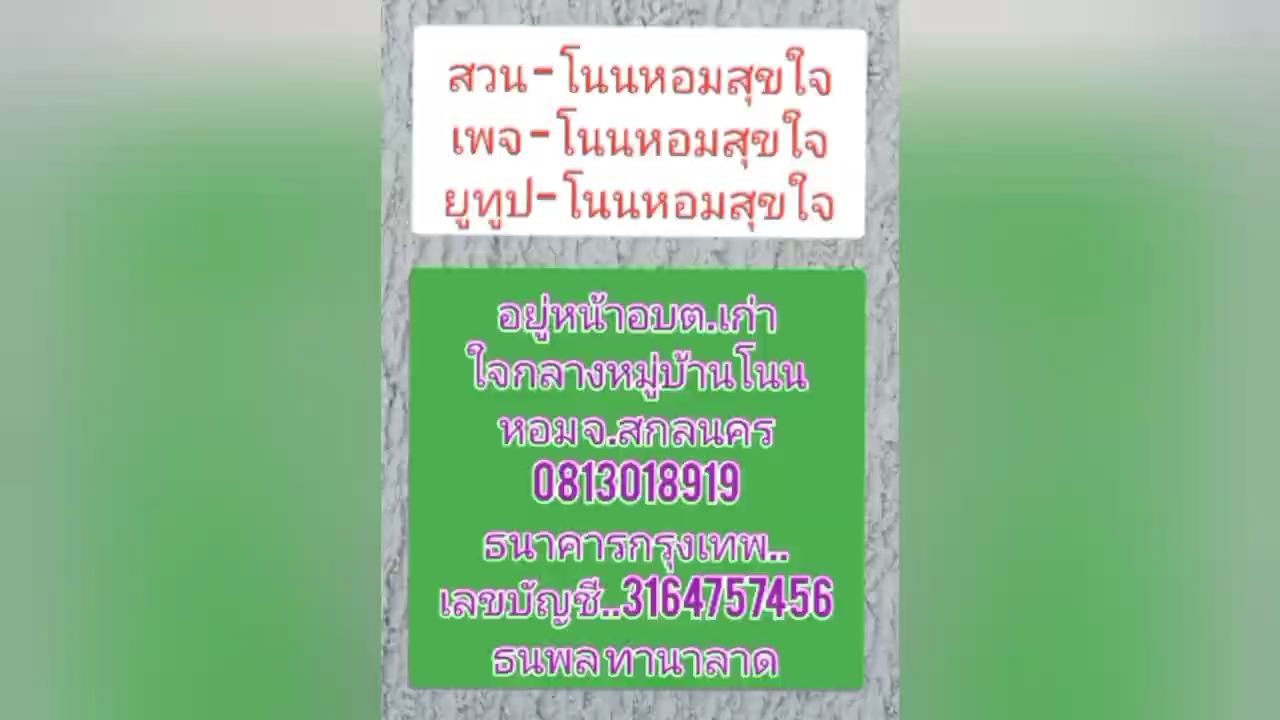 สวน-โนนหอมสุขใจ
เพจ-โนนหอมสุขใจ
ยูทูป-โนนหอมสุขใจ
อยู่หน้าอบต.เก่า
ใจกลางหมู่บ้านโนน
หอมจ.สกลนคร
0813018919
ธนาคารกรุงเทพ..
เลขบัญชี..3164757456
ธนพลทานาลาด